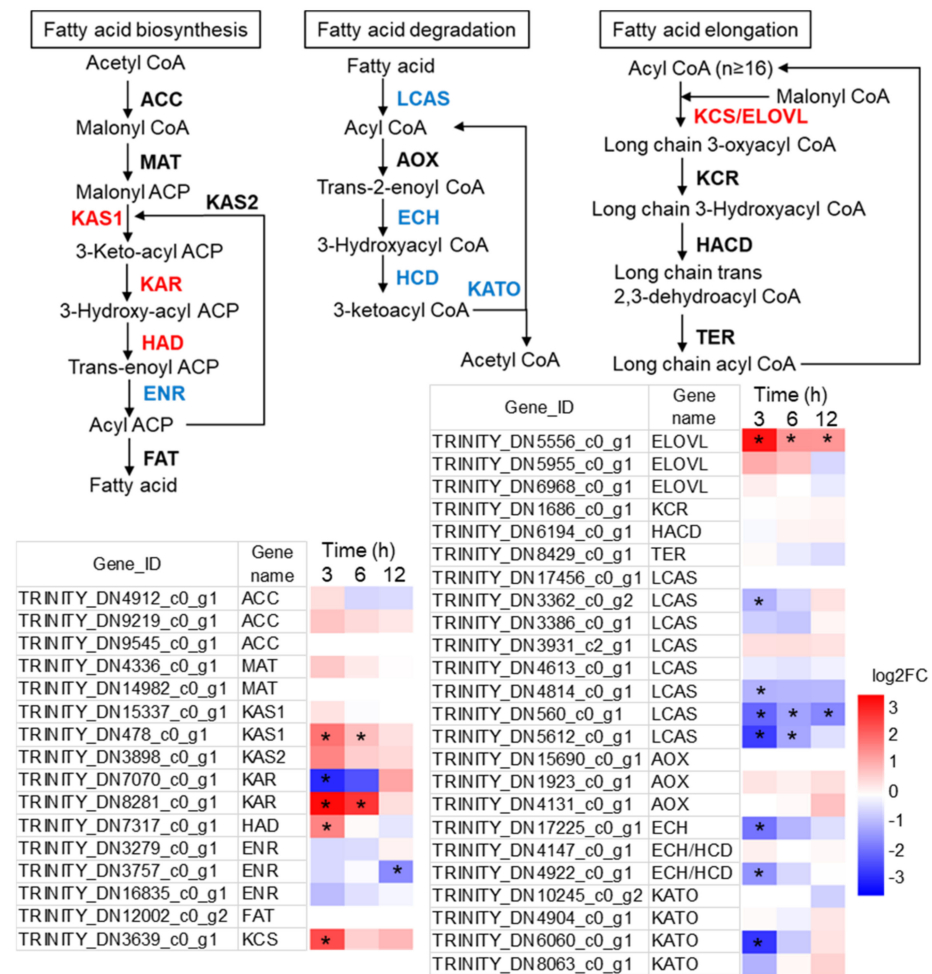 Fatty acid biosynthesis
Acetyl CoA
ACC
Malonyl CoA
MAT
Malonyl ACP
KAS2
KAS1
3-Keto-acyl ACP
KAR
3-Hydroxy-acyl ACP
HAD
Trans-enoyl ACP
ENR
Acyl ACP
FAT
Fatty acid
Fatty acid degradation
Fatty acid
LCAS
Acyl CoA
AOX
Trans-2-enoyl CoA
ECH
3-Hydroxyacyl CoA
HCD
KATO
3-ketoacyl CoA
Acetyl CoA
Fatty acid elongation
Acyl CoA (n≥16)
Malonyl CoA
KCS/ELOVL
Long chain 3-oxyacyl CoA
KCR
Long chain 3-Hydroxyacyl CoA
HACD
Long chain trans
2,3-dehydroacyl CoA
TER
Long chain acyl CoA
Gene_ID Gene name Time (h)
3 6 12
TRINITY_DN4912_c0_g1 ACC
TRINITY_DN9219_c0_g1 ACC
TRINITY_DN9545_c0_g1 ACC
TRINITY_DN4336_c0_g1 MAT
TRINITY_DN14982_c0_g1 MAT
TRINITY_DN15337_c0_g1 KAS1
TRINITY_DN478_c0_g1 KAS1 * *
TRINITY_DN3898_c0_g1 KAS2
TRINITY_DN7070_c0_g1 KAR *
TRINITY_DN8281_c0_g1 KAR * *
TRINITY_DN7317_c0_g1 HAD *
TRINITY_DN3279_c0_g1 ENR
TRINITY_DN3757_c0_g1 ENR *
TRINITY_DN16835_c0_g1 ENR
TRINITY_DN12002_c0_g2 FAT
TRINITY_DN3639_c0_g1 KCS *
Gene_ID Gene name Time (h)
3 6 12
TRINITY_DN5556_c0_g1 ELOVL * * *
TRINITY_DN5955_c0_g1 ELOVL
TRINITY_DN6968_c0_g1 ELOVL
TRINITY_DN1686_c0_g1 KCR
TRINITY_DN6194_c0_g1 HACD
TRINITY_DN8429_c0_g1 TER
TRINITY_DN17456_c0_g1 LCAS
TRINITY_DN3362_c0_g2 LCAS *
TRINITY_DN3386_c0_g1 LCAS
TRINITY_DN3931_c2_g1 LCAS
TRINITY_DN4613_c0_g1 LCAS
TRINITY_DN4814_c0_g1 LCAS *
TRINITY_DN560_c0_g1 LCAS * * *
TRINITY_DN5612_c0_g1 LCAS * *
TRINITY_DN15690_c0_g1 AOX
TRINITY_DN1923_c0_g1 AOX
TRINITY_DN4131_c0_g1 AOX
TRINITY_DN17225_c0_g1 ECH *
TRINITY_DN4147_c0_g1 ECH/HCD
TRINITY_DN4922_c0_g1 ECH/HCD *
TRINITY_DN10245_c0_g2 KATO
TRINITY_DN4904_c0_g1 KATO
TRINITY_DN6060_c0_g1 KATO *
TRINITY_DN8063_c0_g1 KATO
log2FC
3
2
1
0
-1
-2
-3